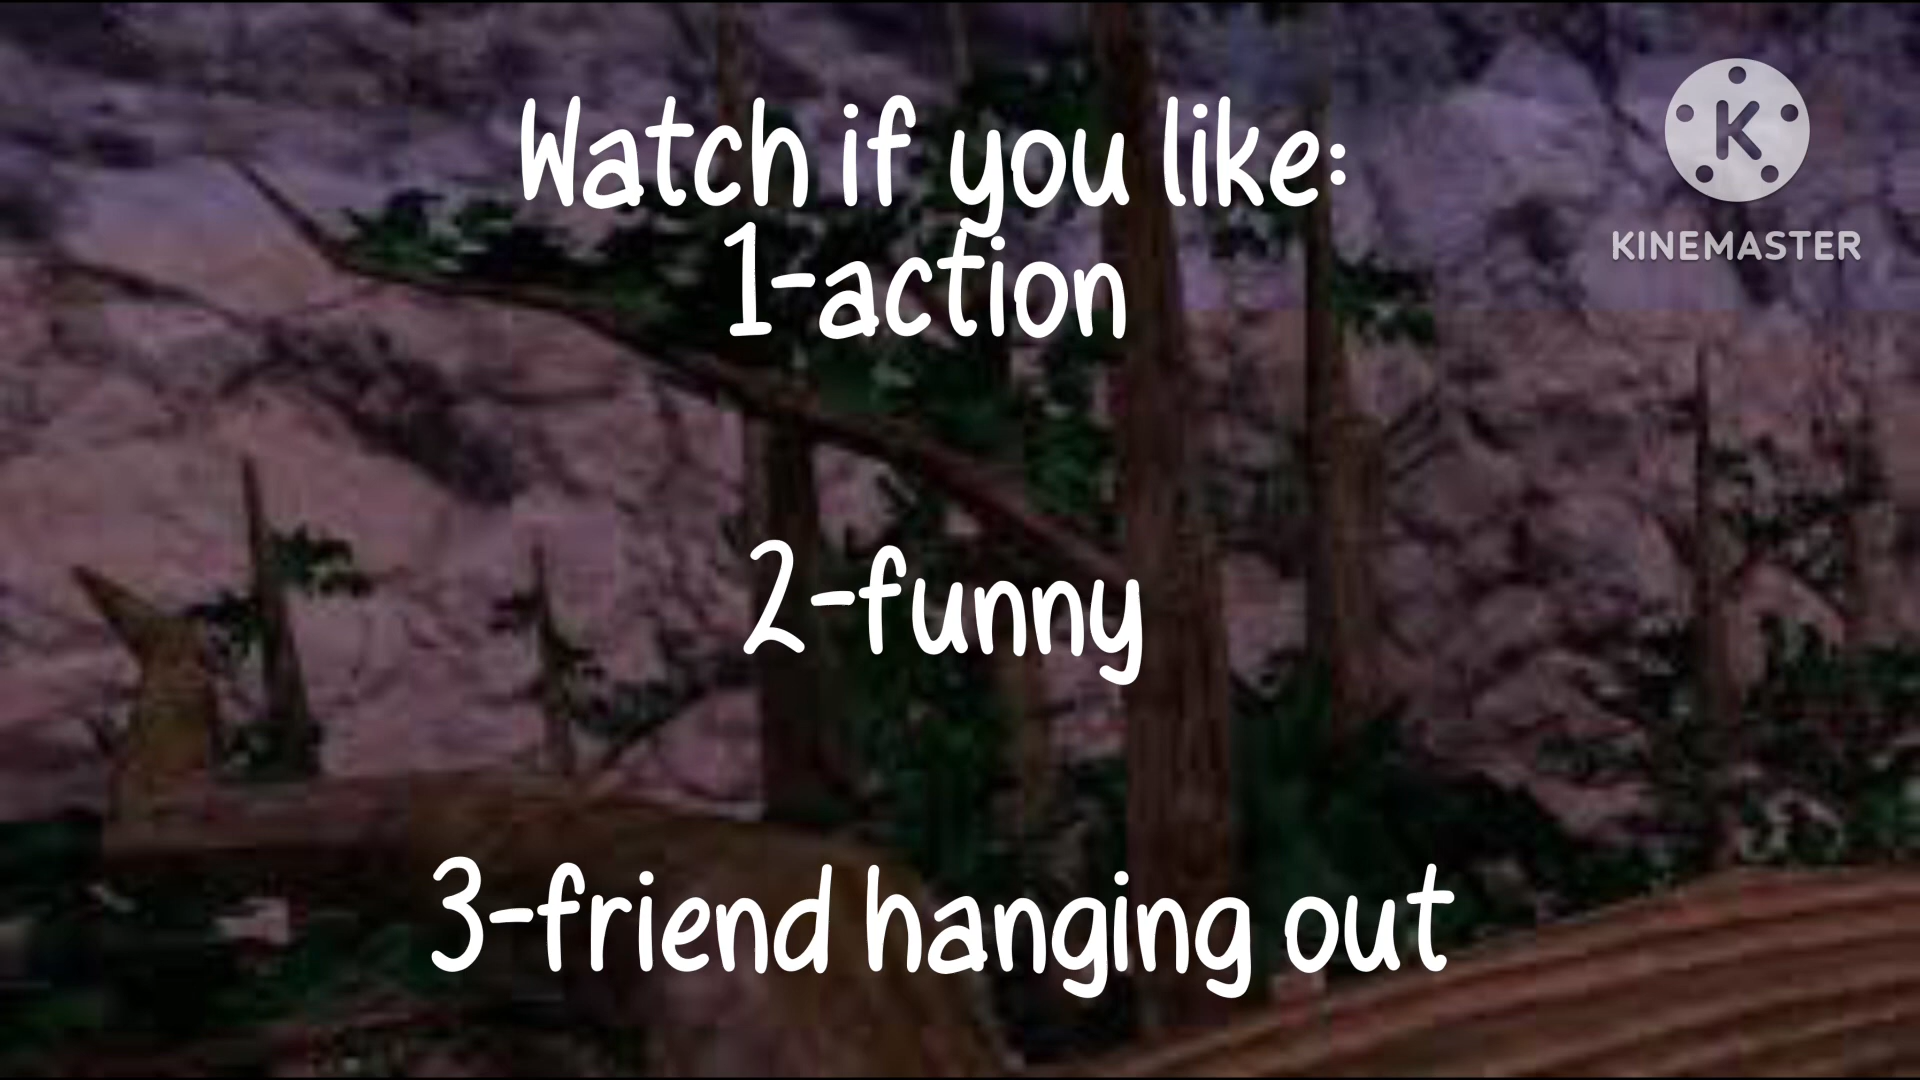 Watch if you like:
1-action
2-funny
3-friend hanging out
K
KINEMASTER